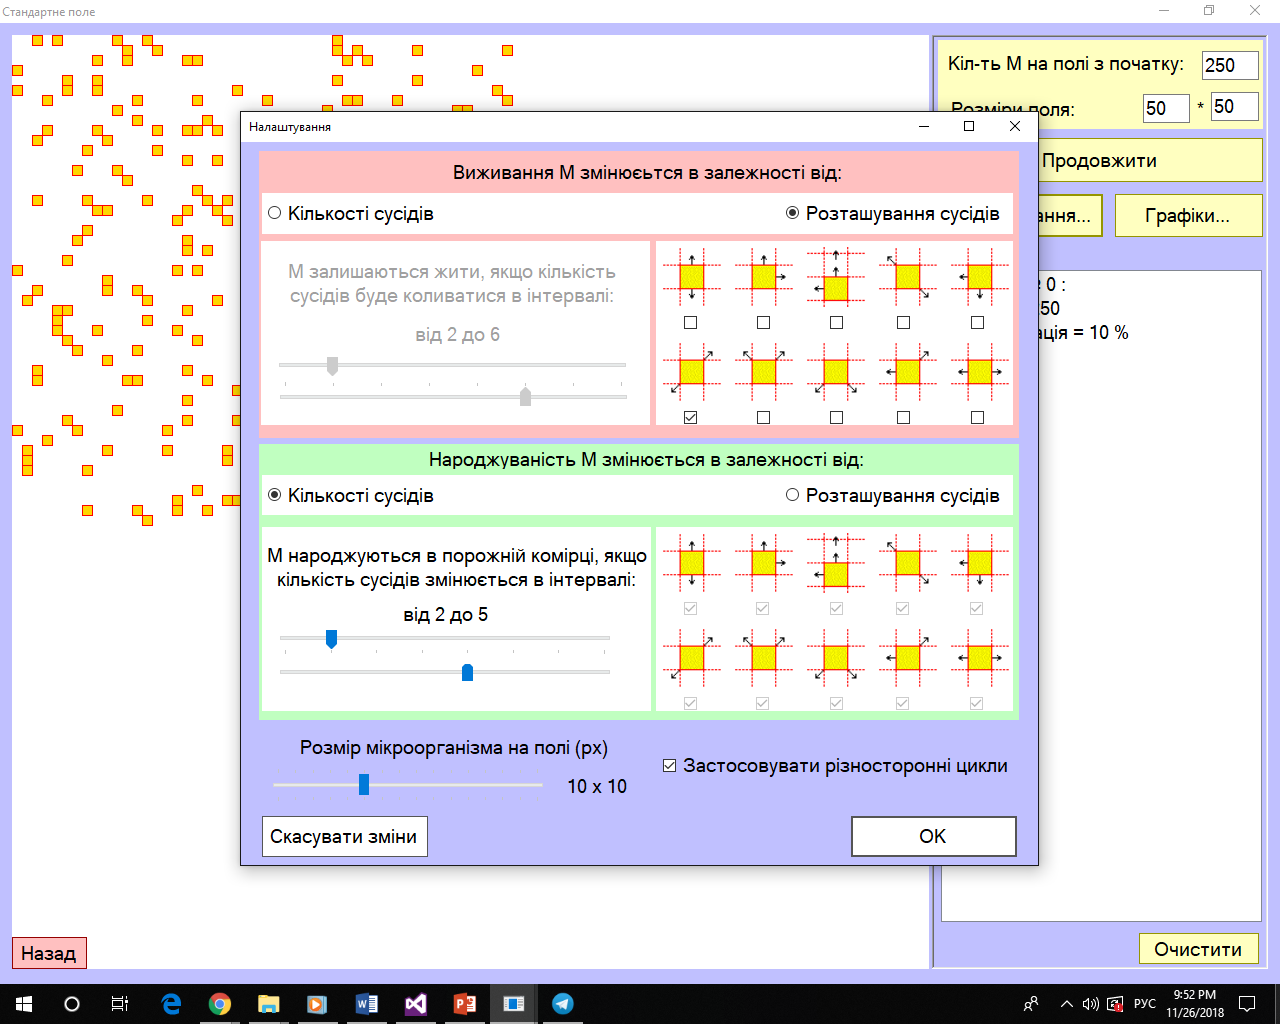 Стандартне поле
Кіл-ть М на полі з початку: 250
Розміри поля: 50 * 50
Продовжити
ння...
Графіки...
0 :
50
ація = 10 %
Налаштування
Виживання М змінюєьтся в залежності від:
Кількості сусідів
Розташування сусідів
М залишаються жити, якщо кількість
сусідів буде коливатися в інтервалі:
від 2 до 6
Народжуваність М змінюється в залежності від:
Кількості сусідів
Розташування сусідів
М народжуються в порожній комірці, якщо
кількість сусідів змінюється в інтервалі:
від 2 до 5
Розмір мікроорганізма на полі (px)
10 x 10
Застосовувати різносторонні цикли
Скасувати зміни
OK
Назад
Очистити
РУС
9:52 PM
11/26/2018